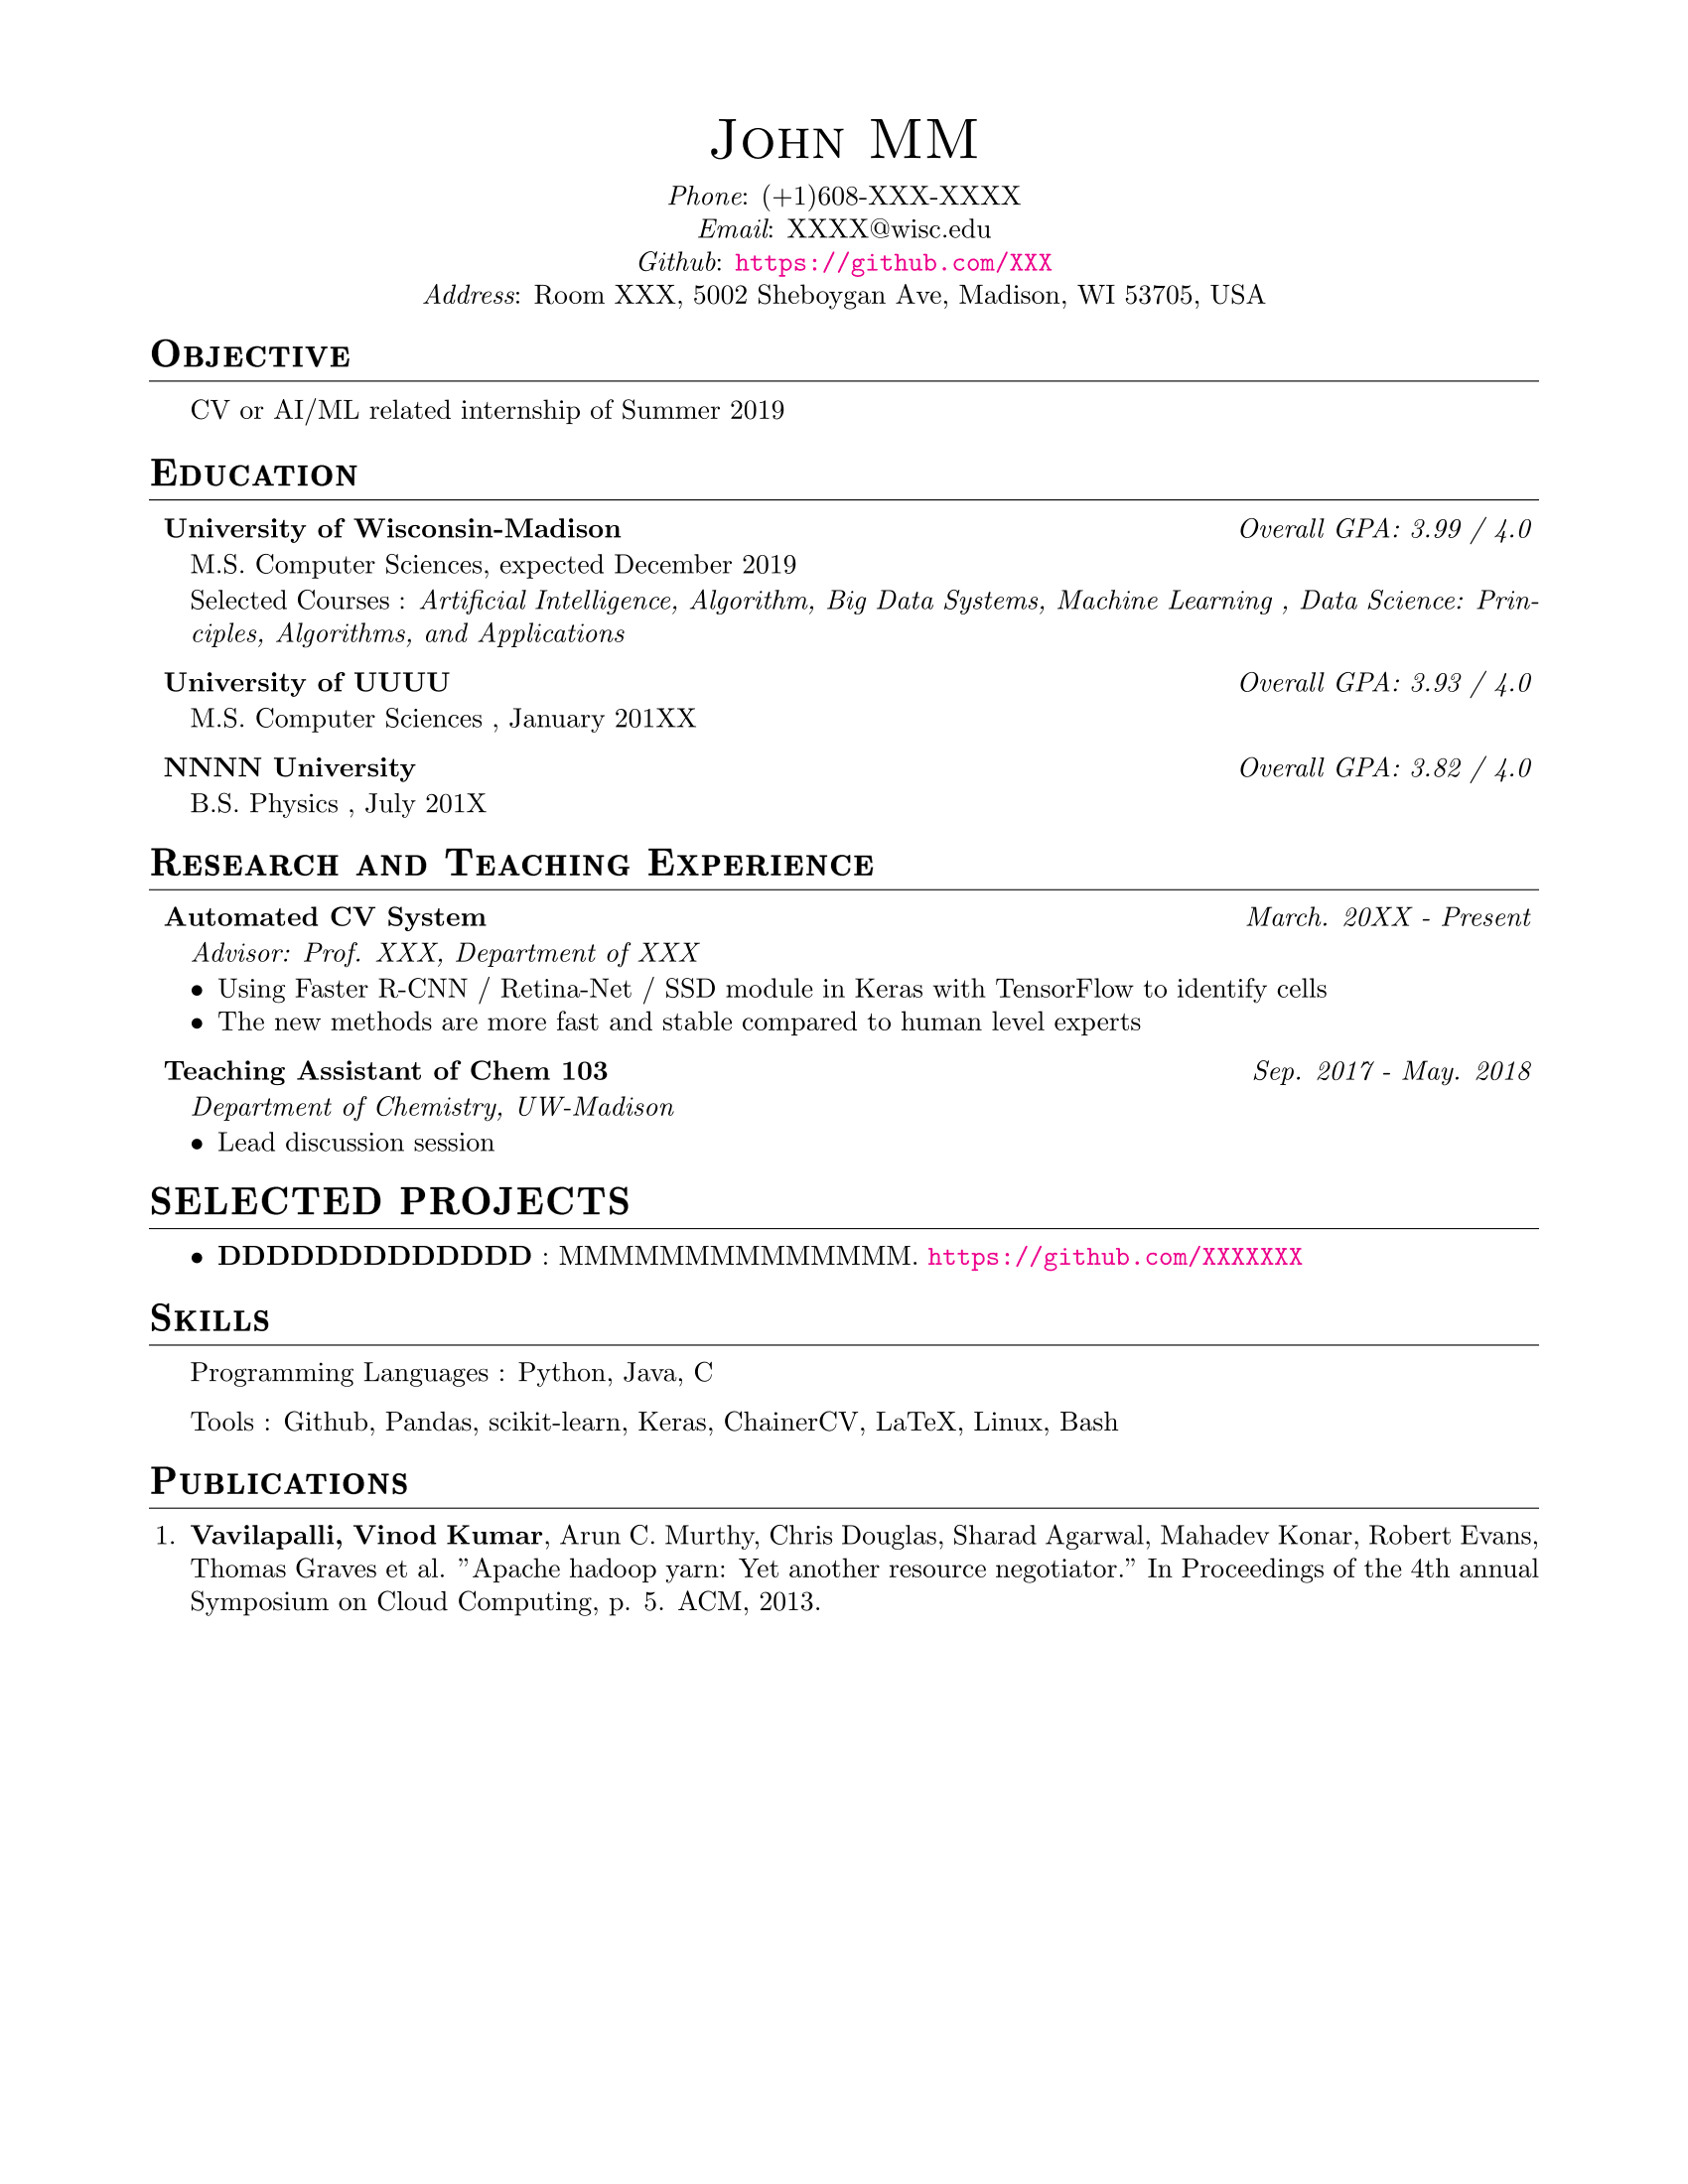 John MM
Phone: (+1)608-XXX-XXXX
Email: XXXX@wisc.edu
Github: https://github.com/XXX
Address: Room XXX, 5002 Sheboygan Ave, Madison, WI 53705, USA
Objective
CV or AI/ML related internship of Summer 2019
Education
University of Wisconsin-Madison Overall GPA: 3.99 / 4.0
M.S. Computer Sciences, expected December 2019
Selected Courses : Artificial Intelligence, Algorithm, Big Data Systems, Machine Learning , Data Science: Prin-
ciples, Algorithms, and Applications
University of UUUU Overall GPA: 3.93 / 4.0
M.S. Computer Sciences , January 201XX
NNNN University Overall GPA: 3.82 / 4.0
B.S. Physics , July 201X
Research and Teaching Experience
Automated CV System March. 20XX - Present
Advisor: Prof. XXX, Department of XXX
• Using Faster R-CNN / Retina-Net / SSD module in Keras with TensorFlow to identify cells
• The new methods are more fast and stable compared to human level experts
Teaching Assistant of Chem 103 Sep. 2017 - May. 2018
Department of Chemistry, UW-Madison
• Lead discussion session
SELECTED PROJECTS
• DDDDDDDDDDDDD : MMMMMMMMMMMMMM. https://github.com/XXXXXXX
Skills
Programming Languages : Python, Java, C
Tools : Github, Pandas, scikit-learn, Keras, ChainerCV, LaTeX, Linux, Bash
Publications
1. Vavilapalli, Vinod Kumar, Arun C. Murthy, Chris Douglas, Sharad Agarwal, Mahadev Konar, Robert Evans,
Thomas Graves et al. ”Apache hadoop yarn: Yet another resource negotiator.” In Proceedings of the 4th annual
Symposium on Cloud Computing, p. 5. ACM, 2013.